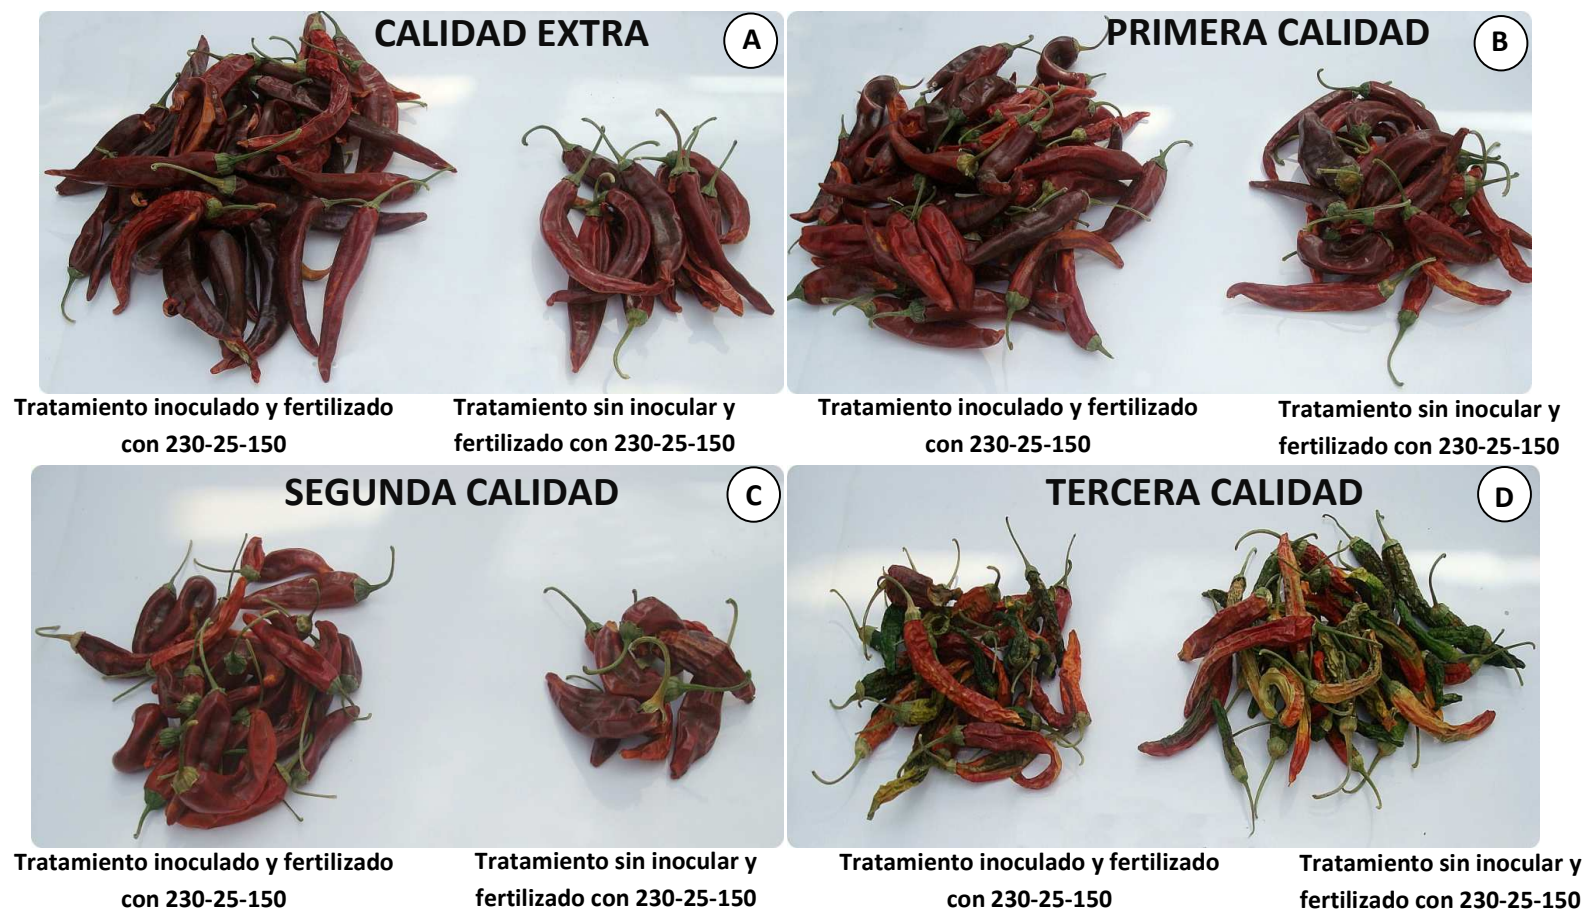 CALIDAD EXTRA
A
PRIMERA CALIDAD
B
Tratamiento inoculado y fertilizado
con 230-25-150
Tratamiento sin inocular y
fertilizado con 230-25-150
Tratamiento inoculado y fertilizado
con 230-25-150
Tratamiento sin inocular y
fertilizado con 230-25-150
SEGUNDA CALIDAD
C
TERCERA CALIDAD
D
Tratamiento inoculado y fertilizado
con 230-25-150
Tratamiento sin inocular y
fertilizado con 230-25-150
Tratamiento inoculado y fertilizado
con 230-25-150
Tratamiento sin inocular y
fertilizado con 230-25-150